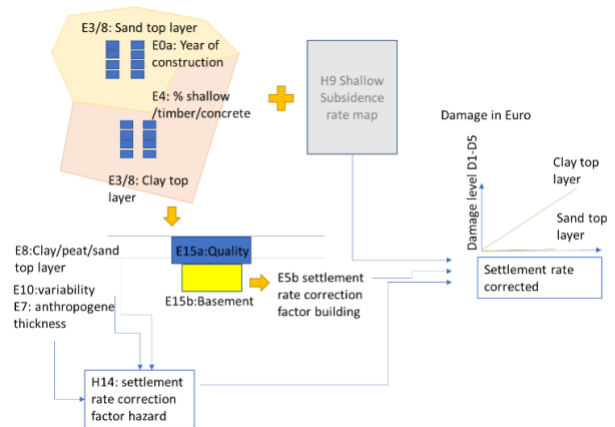 E3/8: Sand top layer
E0a: Year of
construction
E4: % shallow
/timber/concrete
E3/8: Clay top
layer
H9 Shallow
Subsidence
rate map
Damage in Euro
Damage level D1-D5
Clay top
layer
Sand top
layer
Settlement rate
corrected
E8:Clay/peat/sand
top layer
E10:variability
E7: anthropogene
thickness
E15a:Quality
E15b:Basement
E5b settlement
rate correction
factor building
H14: settlement
rate correction
factor hazard